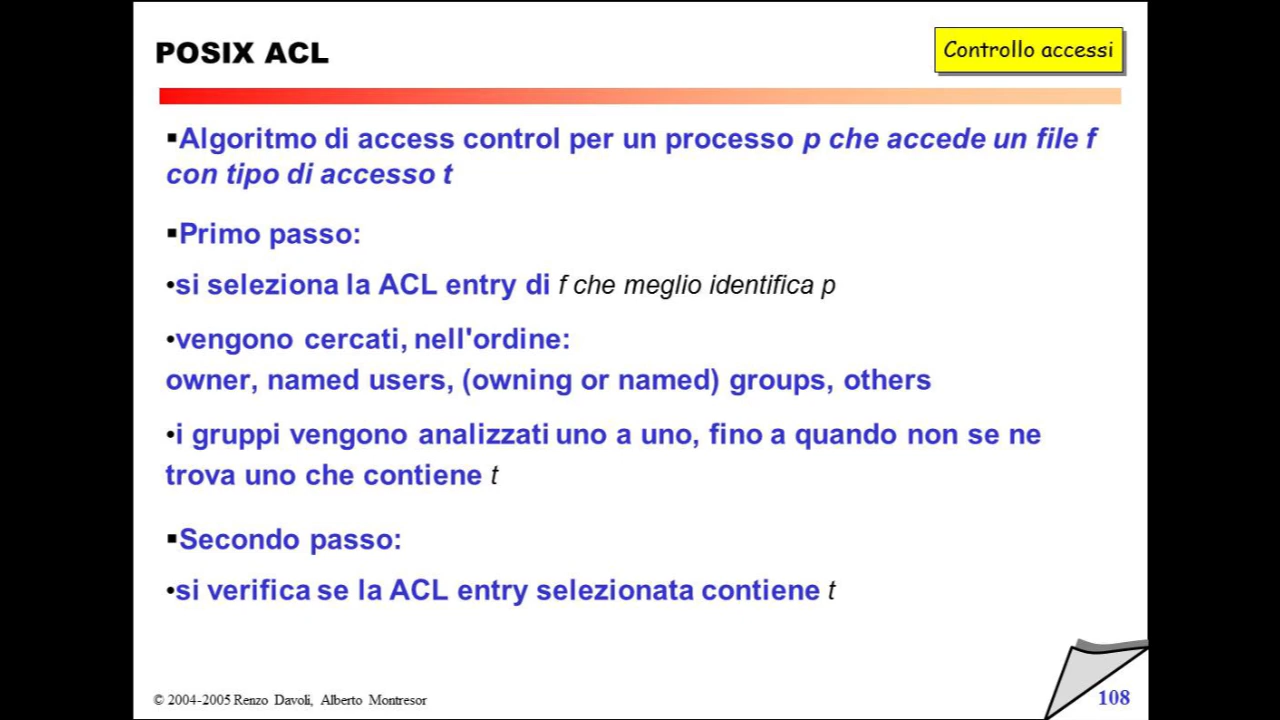 POSIX ACL
Controllo accessi
▪Algoritmo di access control per un processo p che accede un file f
con tipo di accesso t
▪Primo passo:
•si seleziona la ACL entry di f che meglio identifica p
•vengono cercati, nell'ordine:
owner, named users, (owning or named) groups, others
•i gruppi vengono analizzati uno a uno, fino a quando non se ne
trova uno che contiene t
▪Secondo passo:
•si verifica se la ACL entry selezionata contiene t
© 2004-2005 Renzo Davoli, Alberto Montresor
108